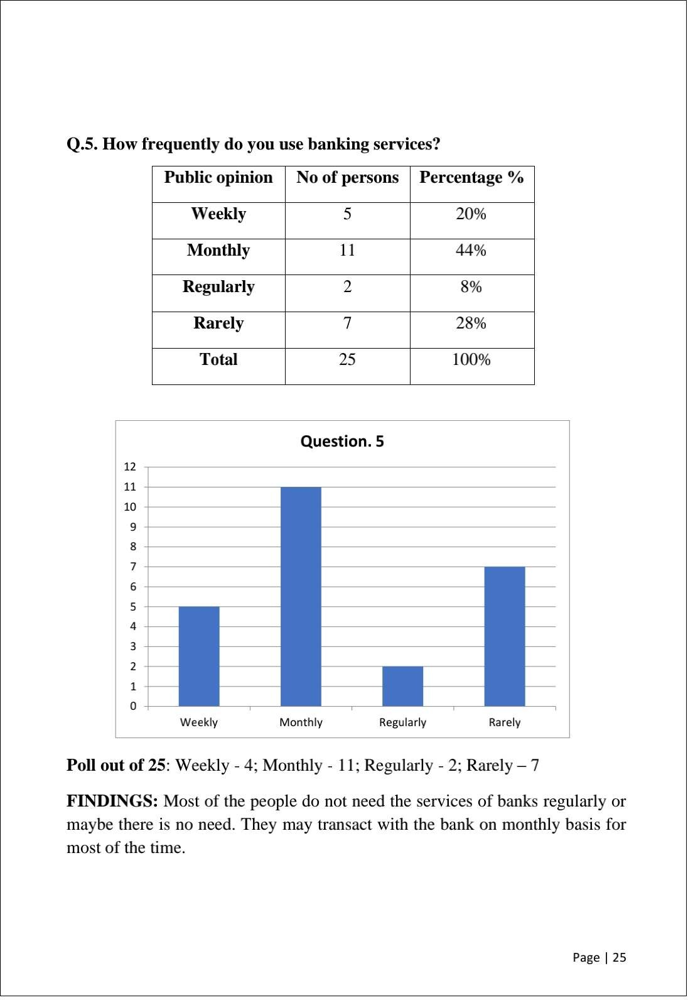 Q.5. How frequently do you use banking services?
Public opinion No of persons Percentage %
Weekly 5 20%
Monthly 11 44%
Regularly 2 8%
Rarely 7 28%
Total 25 100%
Question. 5
12
11
10
9
8
7
6
5
4
3
2
1
0
Weekly Monthly Regularly Rarely
Poll out of 25: Weekly - 4; Monthly - 11; Regularly - 2; Rarely – 7
FINDINGS: Most of the people do not need the services of banks regularly or
maybe there is no need. They may transact with the bank on monthly basis for
most of the time.
Page | 25